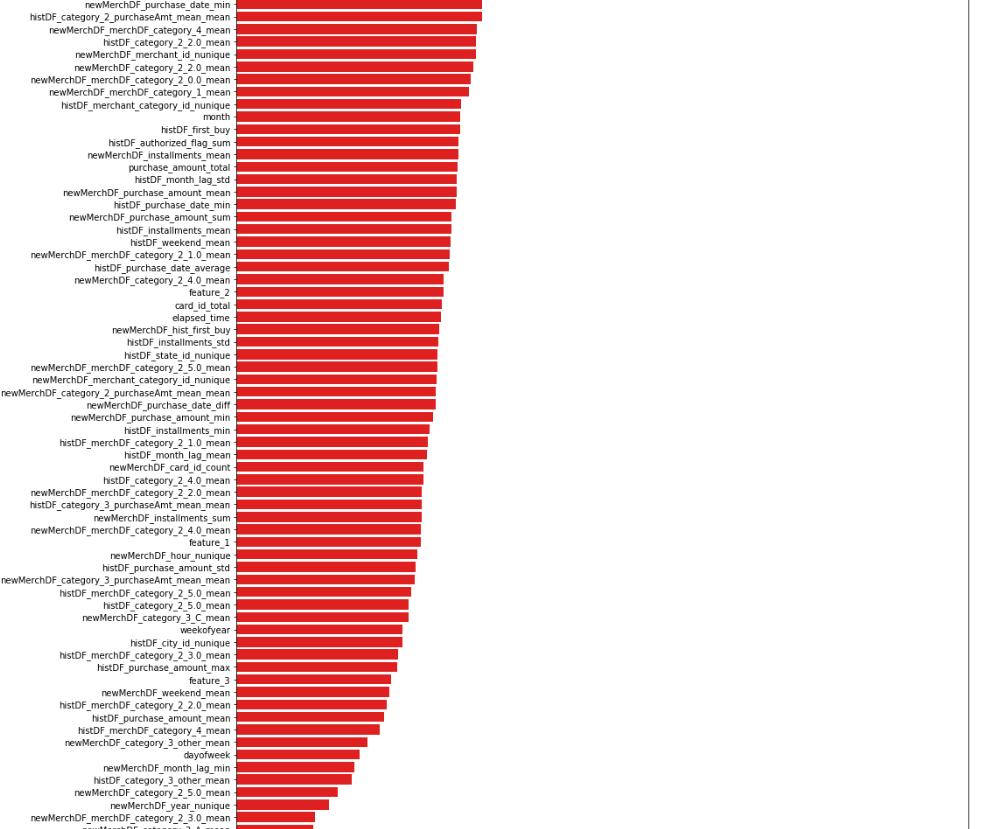 newMerchDF_purchase_date_min
histDF_category_2_purchaseAmt_mean_mean
newMerchDF_merchDF_category_4_mean
histDF_category_2_2.0_mean
newMerchDF_merchant_id_nunique
newMerchDF_category_2_2.0_mean
newMerchDF_merchDF_category_2_0.0_mean
newMerchDF_merchDF_category_1_mean
histDF_merchant_category_id_nunique
month
histDF_first_buy
histDF_authorized_flag_sum
newMerchDF_installments_mean
purchase_amount_total
histDF_month_lag_std
newMerchDF_purchase_amount_mean
histDF_purchase_date_min
newMerchDF_purchase_amount_sum
histDF_installments_mean
histDF_weekend_mean
newMerchDF_merchDF_category_2_1.0_mean
histDF_purchase_date_average
newMerchDF_category_2_4.0_mean
feature_2
card_id_total
elapsed_time
newMerchDF_hist_first_buy
histDF_installments_std
histDF_state_id_nunique
newMerchDF_merchDF_category_2_5.0_mean
newMerchDF_merchant_category_id_nunique
newMerchDF_category_2_purchaseAmt_mean_mean
newMerchDF_purchase_date_diff
newMerchDF_purchase_amount_min
histDF_installments_min
histDF_merchDF_category_2_1.0_mean
histDF_month_lag_mean
newMerchDF_card_id_count
histDF_category_2_4.0_mean
newMerchDF_merchDF_category_2_2.0_mean
histDF_category_3_purchaseAmt_mean_mean
newMerchDF_installments_sum
newMerchDF_merchDF_category_2_4.0_mean
feature_1
newMerchDF_hour_nunique
histDF_purchase_amount_std
newMerchDF_category_3_purchaseAmt_mean_mean
histDF_merchDF_category_2_5.0_mean
histDF_category_2_5.0_mean
newMerchDF_category_3_C_mean
weekofyear
histDF_city_id_nunique
histDF_merchDF_category_2_3.0_mean
histDF_purchase_amount_max
feature_3
newMerchDF_weekend_mean
histDF_merchDF_category_2_2.0_mean
histDF_purchase_amount_mean
histDF_merchDF_category_4_mean
newMerchDF_category_3_other_mean
dayofweek
newMerchDF_month_lag_min
histDF_category_3_other_mean
newMerchDF_category_2_5.0_mean
newMerchDF_year_nunique
newMerchDF_merchDF_category_2_3.0_mean